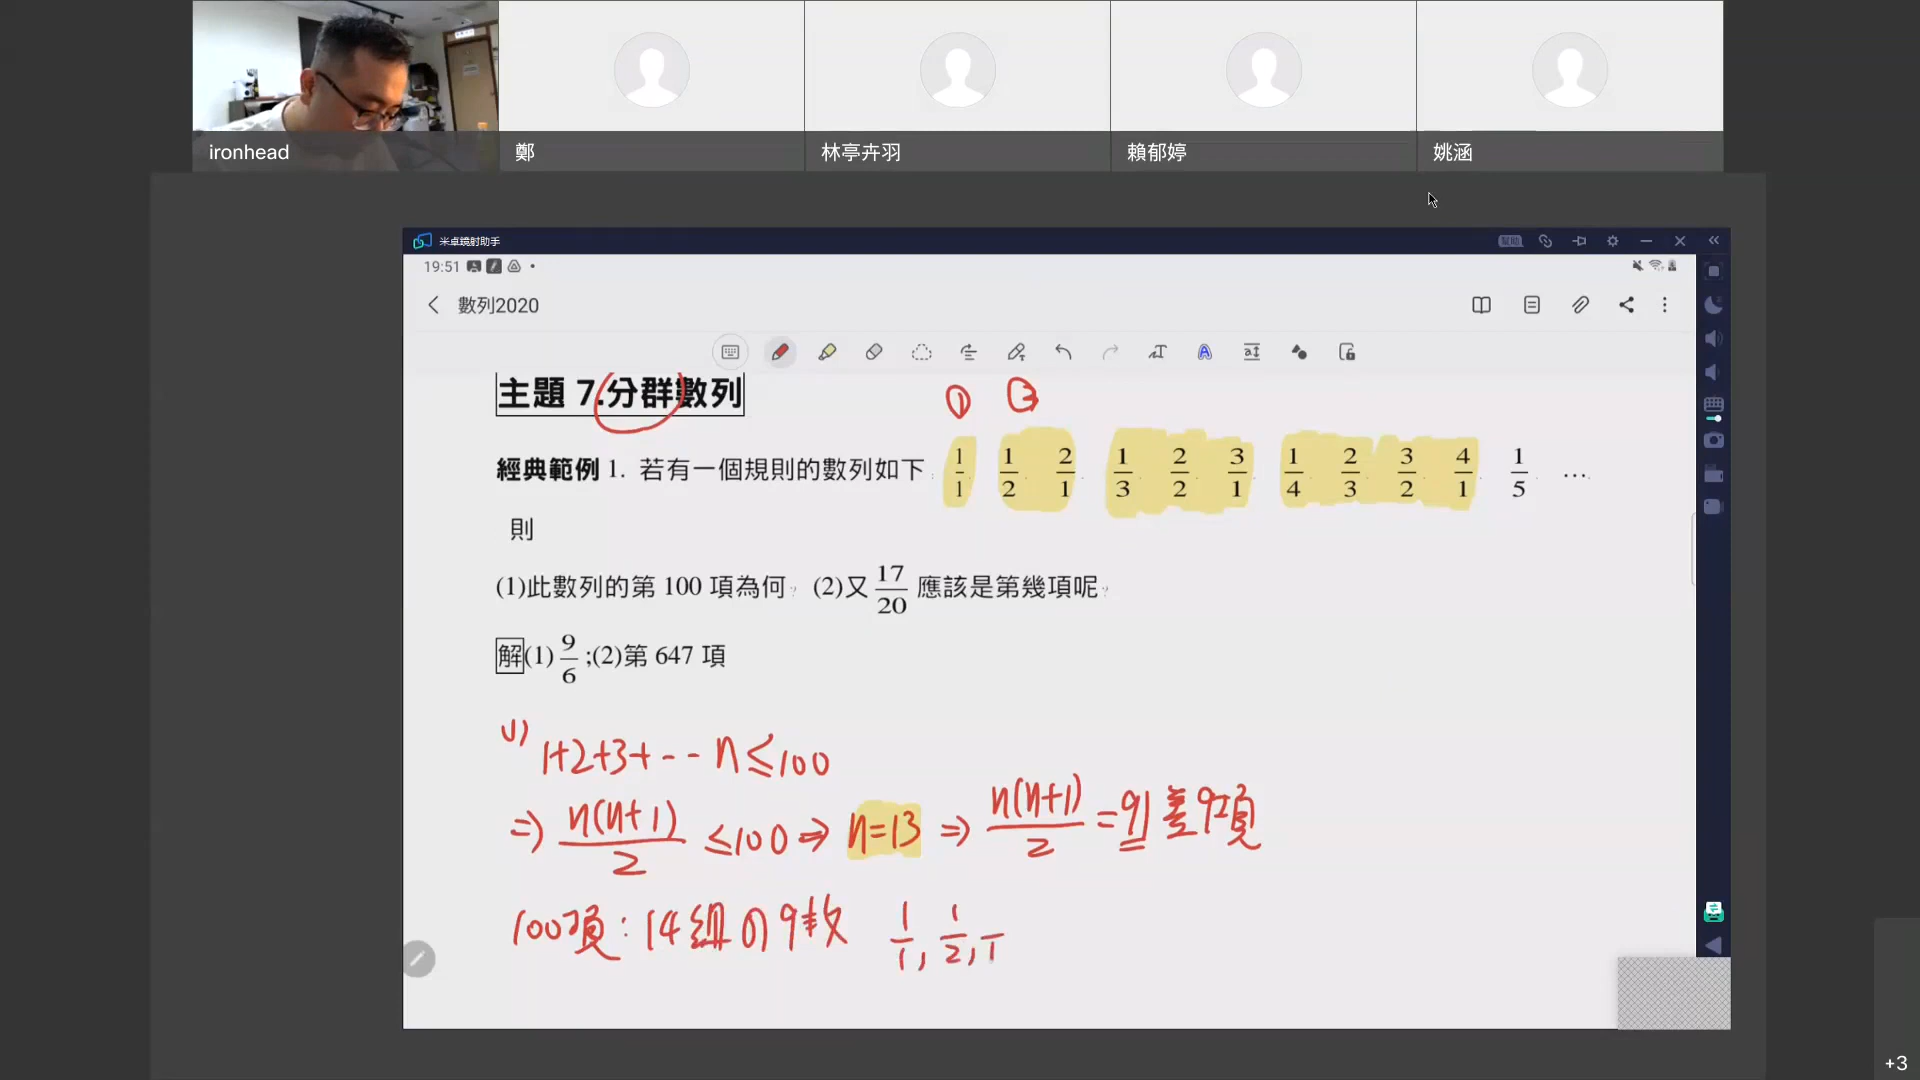 ironhead
鄭
林亭卉羽
賴郁婷
姚涵
米卓鏡射助手
19:51
數列2020
主題 7.分群數列
① ②
經典範例 1. 若有一個規則的數列如下: 1/1, 1/2, 2/1, 1/3, 2/2, 3/1, 1/4, 2/3, 3/2, 4/1, 1/5, ⋯.
則
(1)此數列的第 100 項為何? (2)又 17/20 應該是第幾項呢?
解(1) 9/6 ;(2)第 647 項
(1) 1+2+3+--n≤100
⇒ n(n+1)/2 ≤100 ⇒ n=13 ⇒ n(n+1)/2 =91 差9項
100項: 14組の9数 1/1, 1/2,
+3